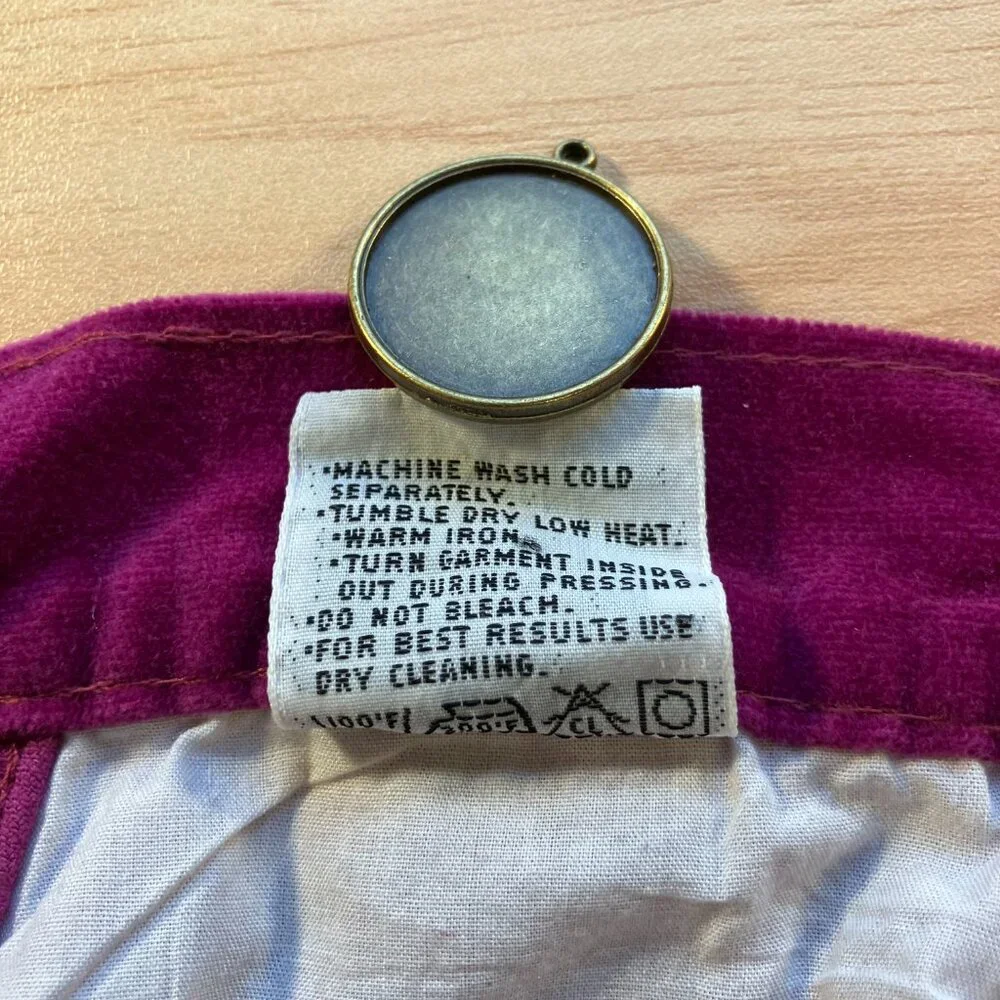 •MACHINE WASH COLD
SEPARATELY.
•TUMBLE DRY LOW HEAT.
•WARM IRON.
•TURN GARMENT INSIDE
OUT DURING PRESSING.
•DO NOT BLEACH.
•FOR BEST RESULTS USE
DRY CLEANING.
100°F 300°F CL